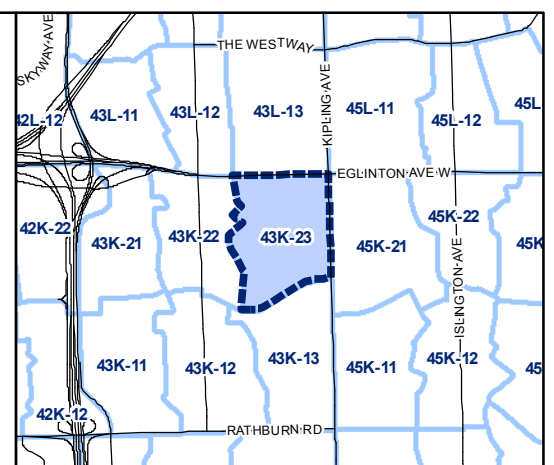 SKYWAY AVE
THE WESTWAY
KIPLING AVE
42L-12
43L-11
43L-12
43L-13
45L-11
45L-12
45L
EGLINTON AVE W
42K-22
43K-21
43K-22
43K-23
45K-21
45K-22
45K
ISLINGTON AVE
43K-11
43K-12
43K-13
45K-11
45K-12
45
42K-12
RATHBURN RD